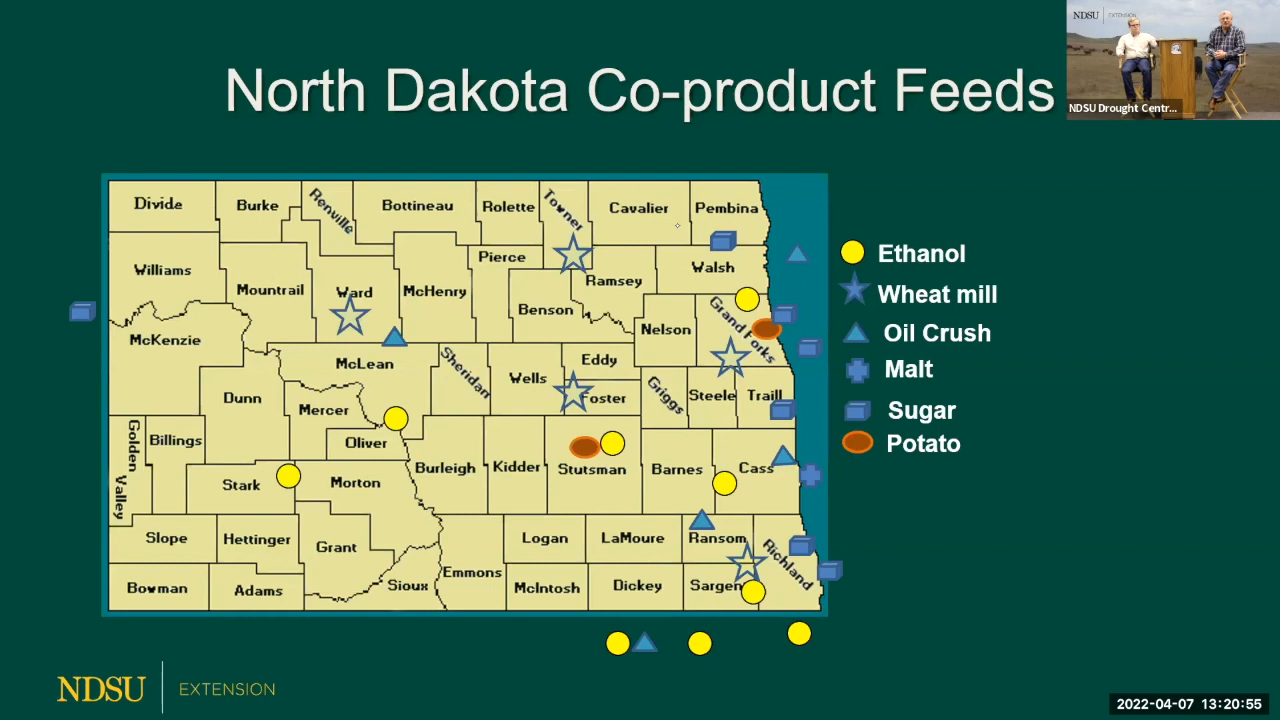 NDSU EXTENSION
North Dakota Co-product Feeds
NDSU Drought Centr...
Divide Burke Renville Bottineau Rolette Towner Cavalier Pembina
Williams Mountrail Ward McHenry Pierce Benson Ramsey Walsh
McKenzie McLean Sheridan Wells Eddy Foster Nelson Grand Forks
Dunn Mercer Oliver Griggs Steele Traill
Golden Valley Billings Stark Morton Burleigh Kidder Stutsman Barnes Cass
Slope Hettinger Grant Logan LaMoure Ransom Richland
Bowman Adams Sioux Emmons McIntosh Dickey Sargen
Ethanol
Wheat mill
Oil Crush
Malt
Sugar
Potato
NDSU EXTENSION
2022-04-07 13:20:55